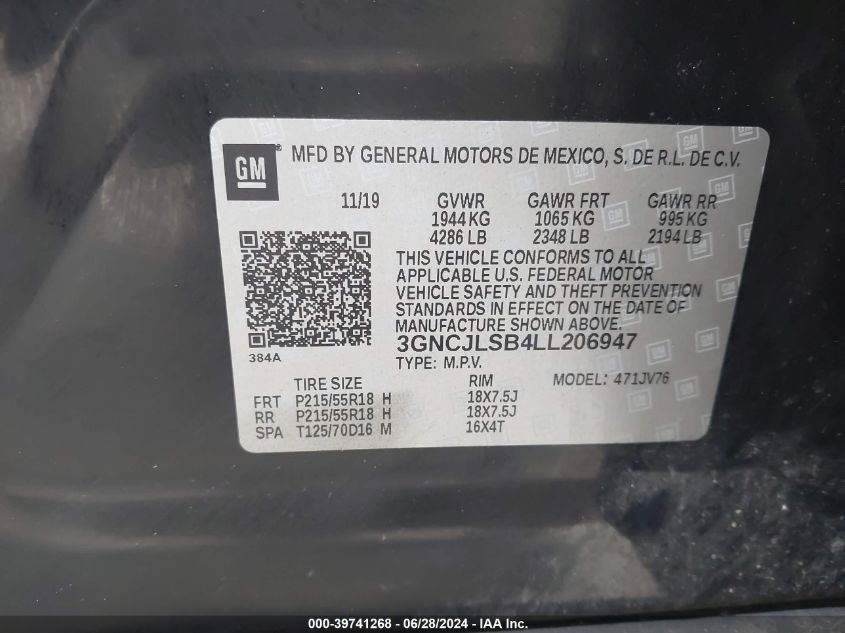 GM
MFD BY GENERAL MOTORS DE MEXICO, S. DE R.L. DE C.V.
11/19 GVWR GAWR FRT GAWR RR
1944 KG 1065 KG 995 KG
4286 LB 2348 LB 2194 LB
THIS VEHICLE CONFORMS TO ALL
APPLICABLE U.S. FEDERAL MOTOR
VEHICLE SAFETY AND THEFT PREVENTION
STANDARDS IN EFFECT ON THE DATE OF
MANUFACTURE SHOWN ABOVE.
3GNCJLSB4LL206947
384A
TYPE: M.P.V.
TIRE SIZE RIM MODEL: 471JV76
FRT P215/55R18 H 18X7.5J
RR P215/55R18 H 18X7.5J
SPA T125/70D16 M 16X4T
000-39741268 - 06/28/2024 - IAA Inc.